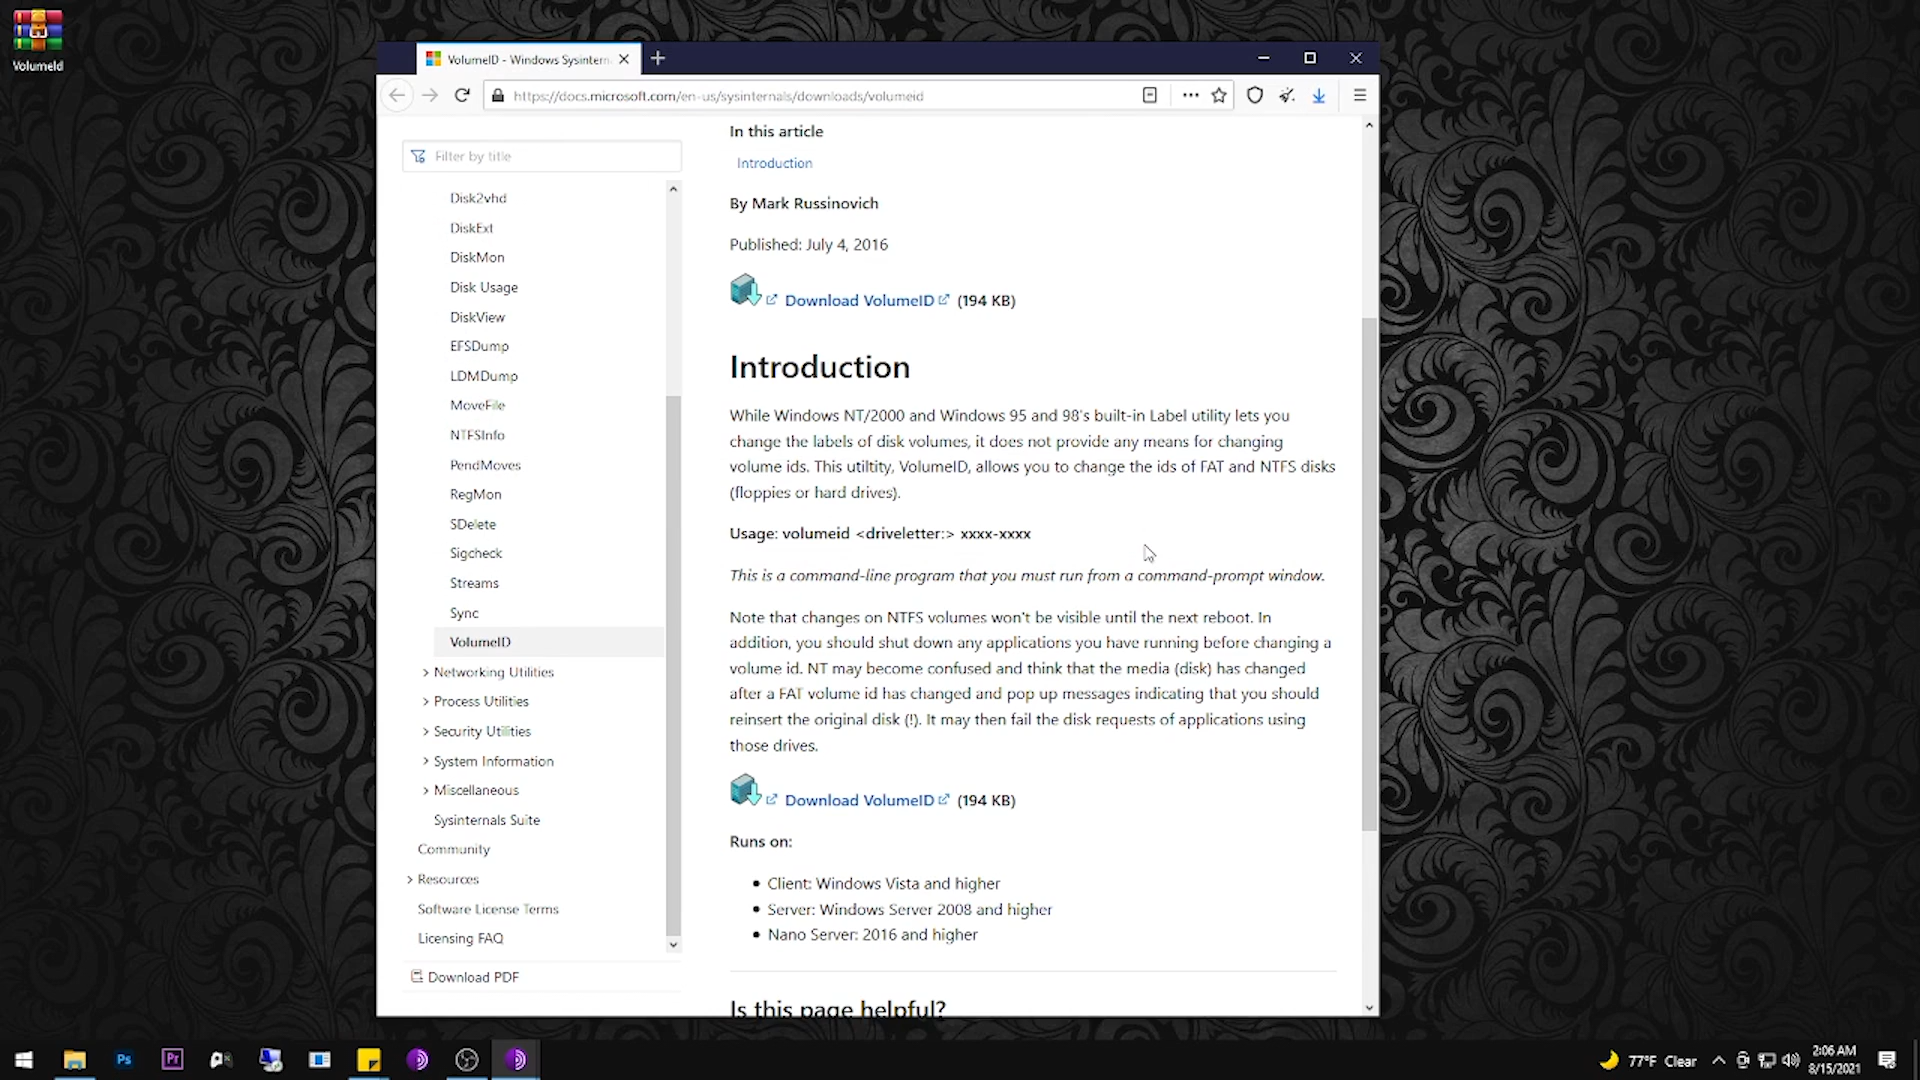 VolumeId
VolumeID - Windows Sysintern
https://docs.microsoft.com/en-us/sysinternals/downloads/volumeid
Filter by title
Disk2vhd
DiskExt
DiskMon
Disk Usage
DiskView
EFSDump
LDMDump
MoveFile
NTFSInfo
PendMoves
RegMon
SDelete
Sigcheck
Streams
Sync
VolumeID
Networking Utilities
Process Utilities
Security Utilities
System Information
Miscellaneous
Sysinternals Suite
Community
Resources
Software License Terms
Licensing FAQ
Download PDF
In this article
Introduction
By Mark Russinovich
Published: July 4, 2016
Download VolumeID (194 KB)
Introduction
While Windows NT/2000 and Windows 95 and 98's built-in Label utility lets you
change the labels of disk volumes, it does not provide any means for changing
volume ids. This utiltity, VolumeID, allows you to change the ids of FAT and NTFS disks
(floppies or hard drives).
Usage: volumeid <driveletter:> xxxx-xxxx
This is a command-line program that you must run from a command-prompt window.
Note that changes on NTFS volumes won't be visible until the next reboot. In
addition, you should shut down any applications you have running before changing a
volume id. NT may become confused and think that the media (disk) has changed
after a FAT volume id has changed and pop up messages indicating that you should
reinsert the original disk (!). It may then fail the disk requests of applications using
those drives.
Download VolumeID (194 KB)
Runs on:
• Client: Windows Vista and higher
• Server: Windows Server 2008 and higher
• Nano Server: 2016 and higher
Is this page helpful?
Ps
Pr
77°F Clear
2:06 AM
8/15/2021